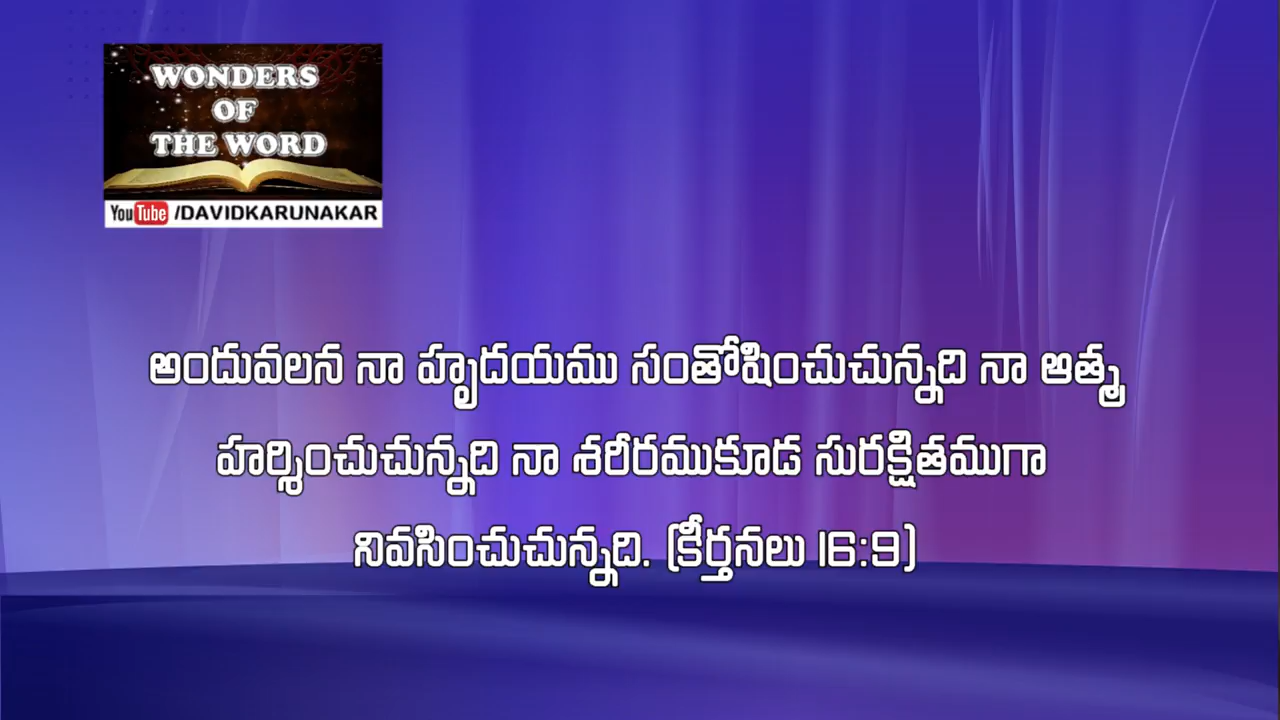 WONDERS
OF
THE WORD
YouTube /DAVIDKARUNAKAR
అందువలన నా హృదయము సంతోషించుచున్నది నా ఆత్మ
హర్శించుచున్నది నా శరీరముకూడ సురక్షితముగా
నివసించుచున్నది. (కీర్తనలు 16:9)